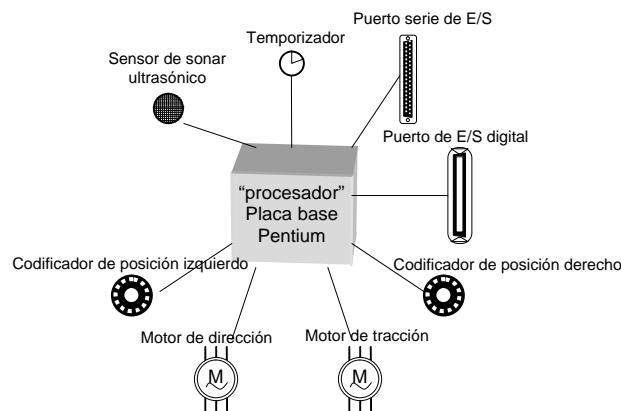 Puerto serie de E/S
Temporizador
Sensor de sonar
ultrasónico
Puerto de E/S digital
“procesador”
Placa base
Pentium
Codificador de posición izquierdo
Codificador de posición derecho
Motor de dirección
Motor de tracción
M
M